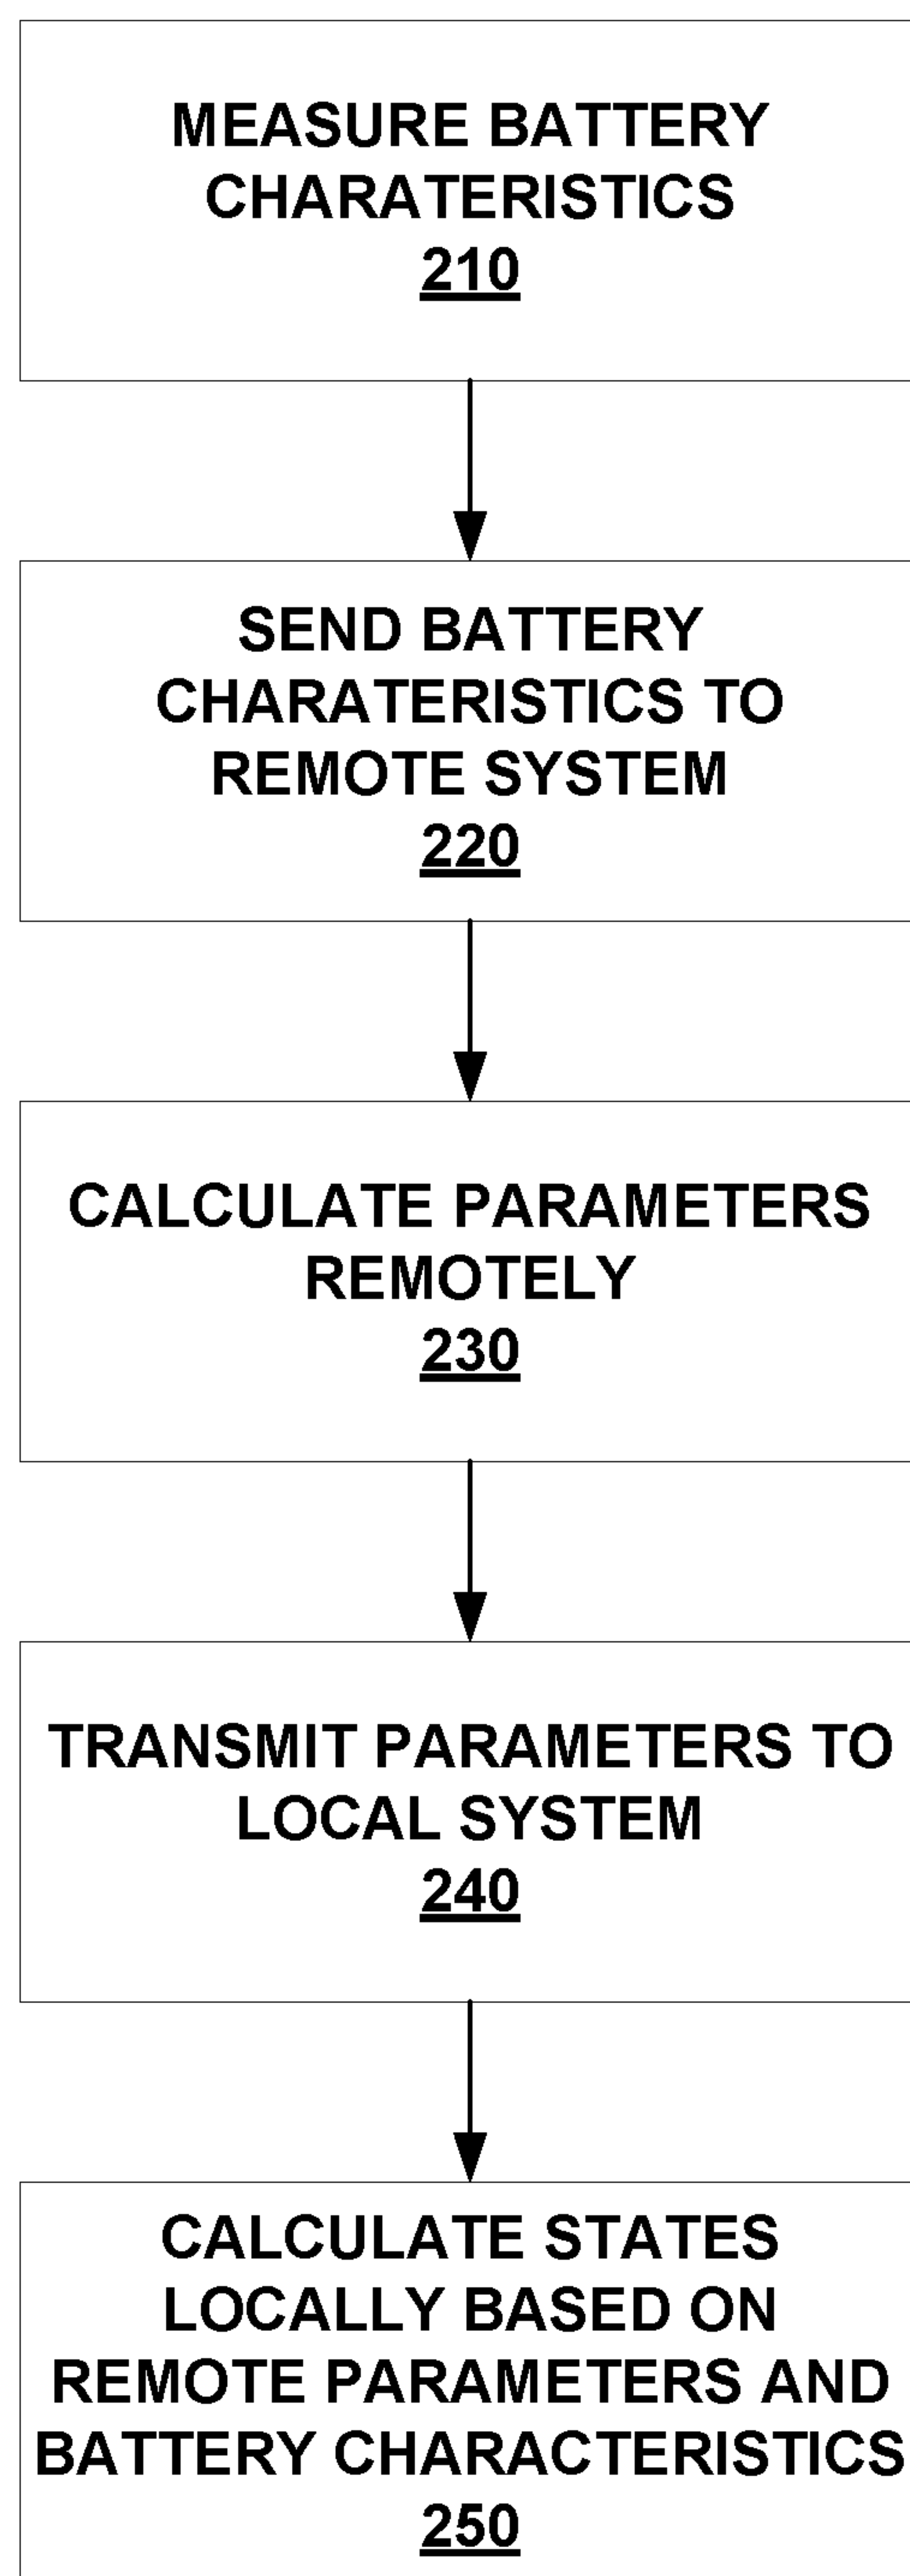 MEASURE BATTERY
CHARATERISTICS
210
SEND BATTERY
CHARATERISTICS TO
REMOTE SYSTEM
220
CALCULATE PARAMETERS
REMOTELY
230
TRANSMIT PARAMETERS TO
LOCAL SYSTEM
240
CALCULATE STATES
LOCALLY BASED ON
REMOTE PARAMETERS AND
BATTERY CHARACTERISTICS
250